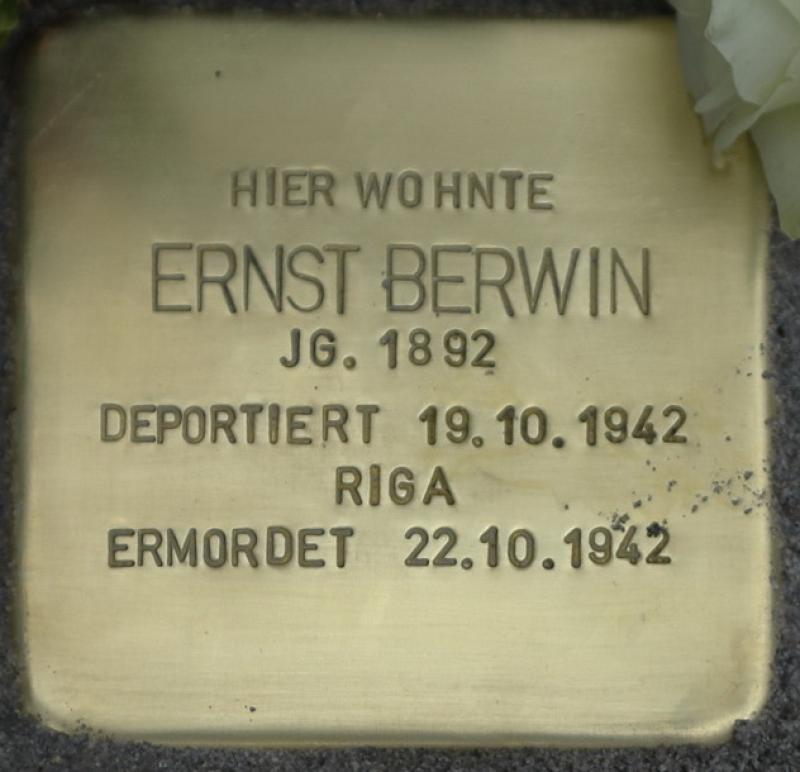 HIER WOHNTE
ERNST BERWIN
JG. 1892
DEPORTIERT 19.10.1942
RIGA
ERMORDET 22.10.1942